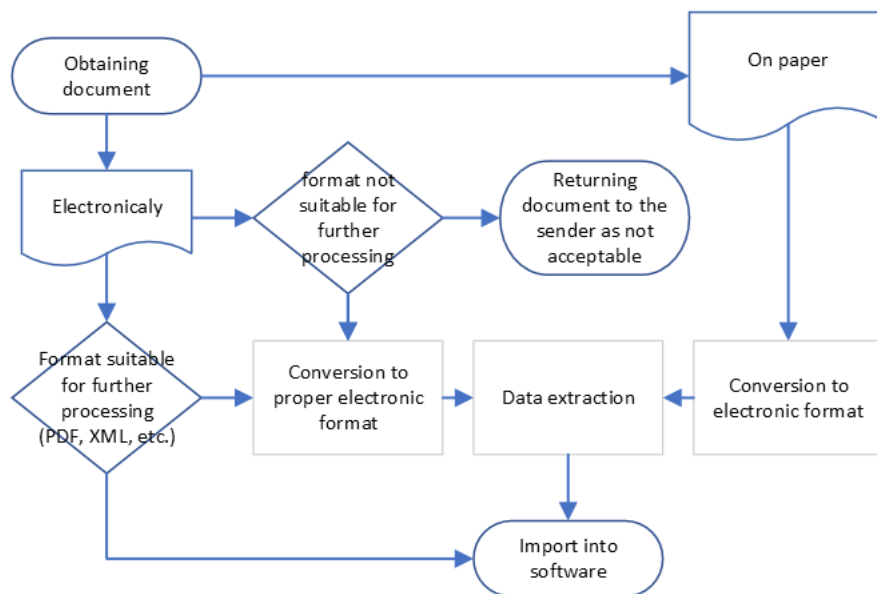 Obtaining
document
On paper
Electronicaly
format not
suitable for
further
processing
Returning
document to the
sender as not
acceptable
Format suitable
for further
processing
(PDF, XML, etc.)
Conversion to
proper electronic
format
Data extraction
Conversion to
electronic format
Import into
software